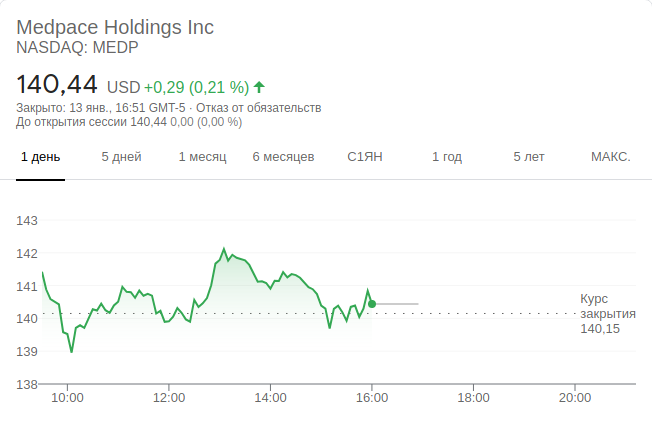 Medpace Holdings Inc
NASDAQ: MEDP
140,44 USD +0,29 (0,21 %)
Закрыто: 13 янв., 16:51 GMT-5 · Отказ от обязательств
До открытия сессии 140,44 0,00 (0,00 %)
1 день 5 дней 1 месяц 6 месяцев С1ЯН 1 год 5 лет МАКС.
143
142
141
140
139
138
Курс
закрытия
140,15
10:00 12:00 14:00 16:00 18:00 20:00